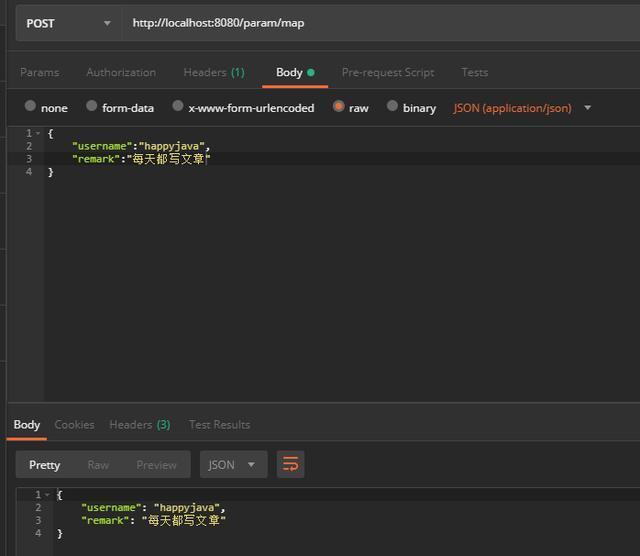 POST http://localhost:8080/param/map
Params Authorization Headers (1) Body Pre-request Script Tests
none form-data x-www-form-urlencoded raw binary JSON (application/json)
1 {
2 "username":"happyjava",
3 "remark":"每天都写文章"
4 }
Body Cookies Headers (3) Test Results
Pretty Raw Preview JSON
1 {
2 "username": "happyjava",
3 "remark": "每天都写文章"
4 }